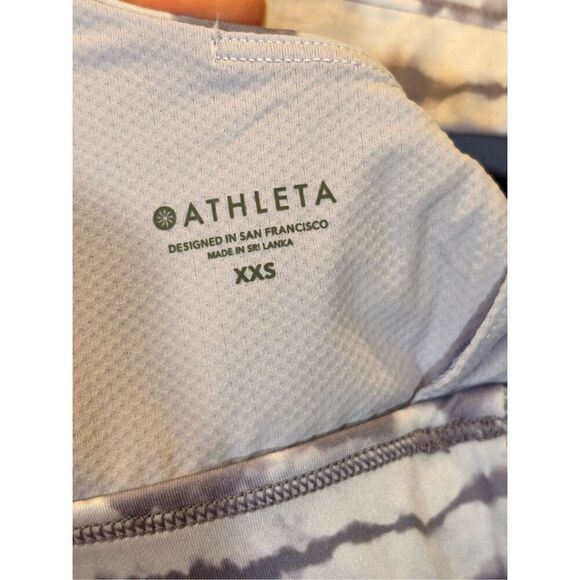 ATHLETA
DESIGNED IN SAN FRANCISCO
MADE IN SRI LANKA
XXS